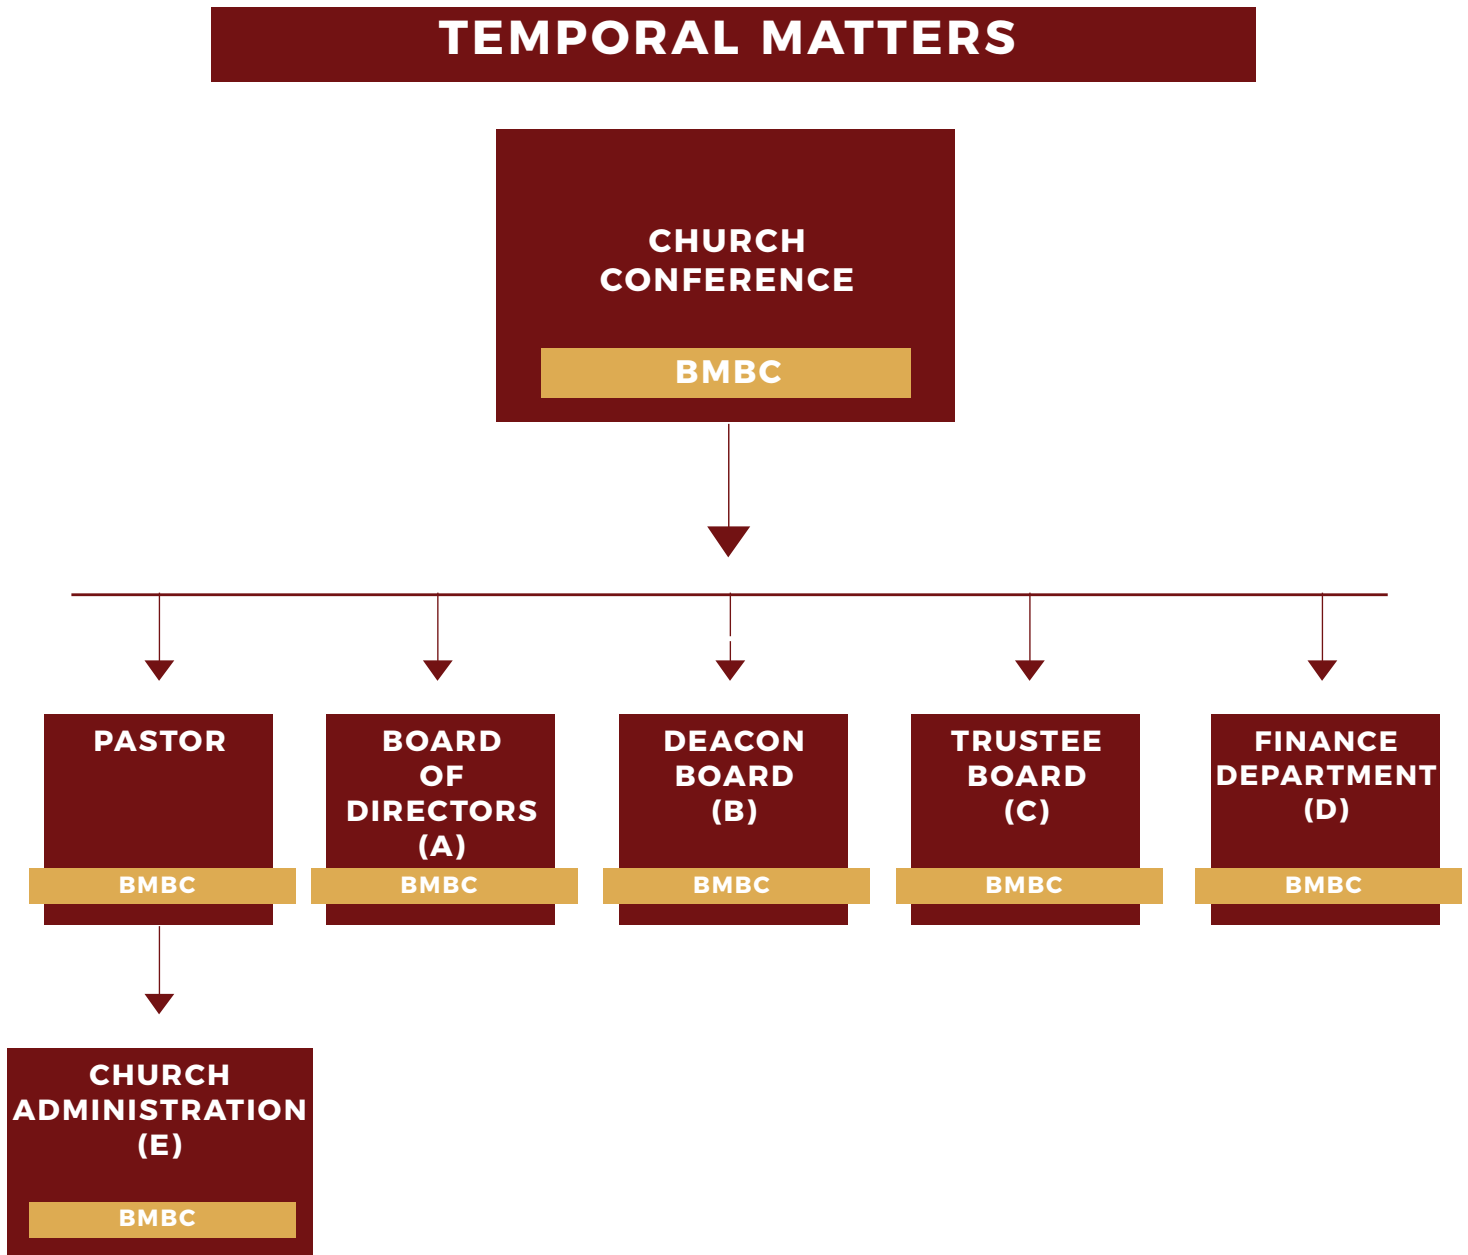 TEMPORAL MATTERS
CHURCH
CONFERENCE
BMBC
PASTOR
BMBC
BOARD
OF
DIRECTORS
(A)
BMBC
DEACON
BOARD
(B)
BMBC
TRUSTEE
BOARD
(C)
BMBC
FINANCE
DEPARTMENT
(D)
BMBC
CHURCH
ADMINISTRATION
(E)
BMBC